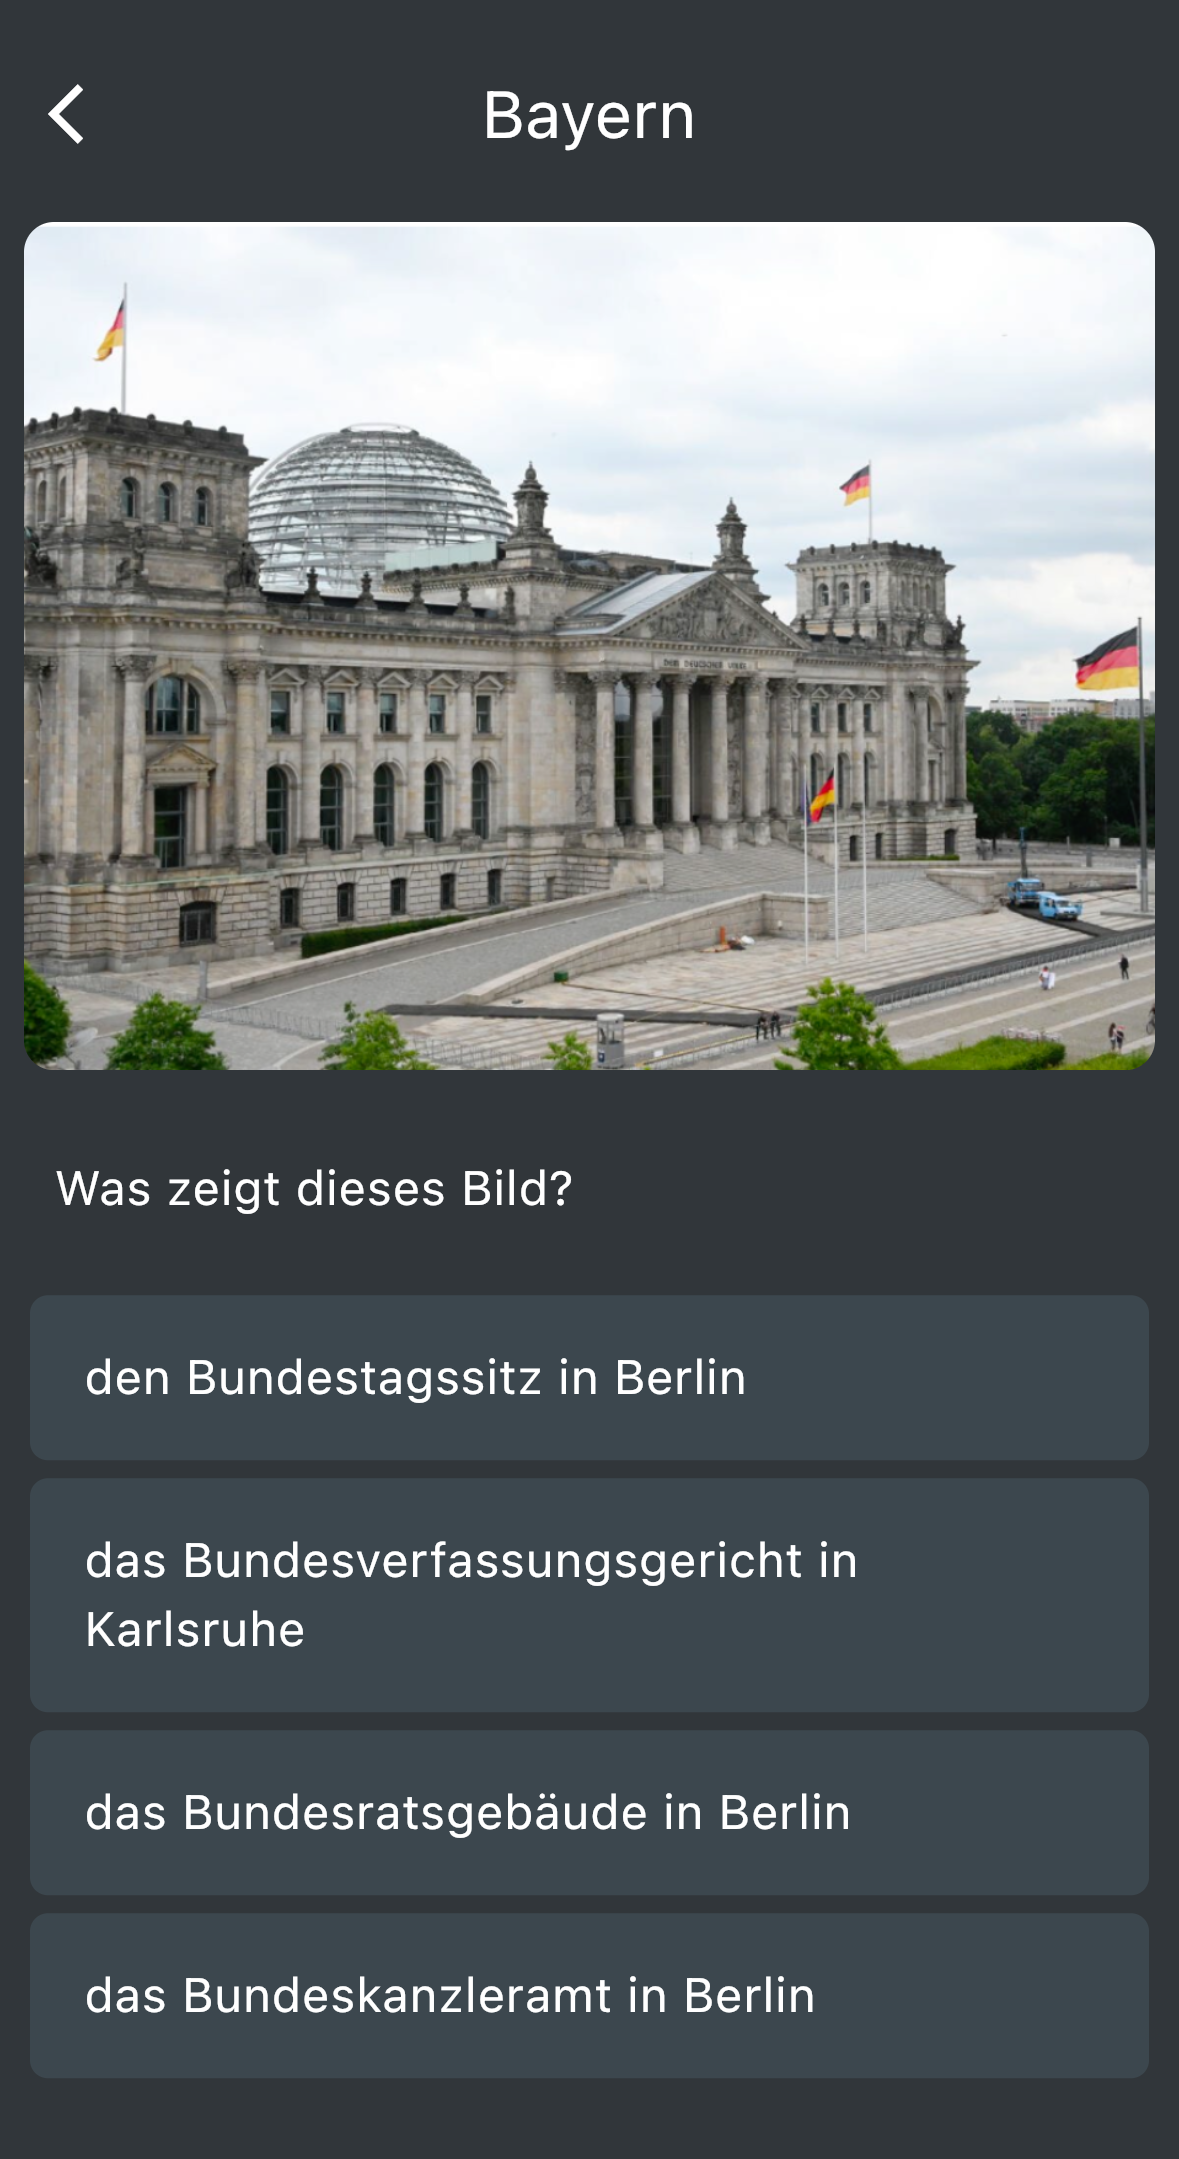 Bayern
DEM DEUTSCHEN VOLKE
Was zeigt dieses Bild?
den Bundestagssitz in Berlin
das Bundesverfassungsgericht in
Karlsruhe
das Bundesratsgebäude in Berlin
das Bundeskanzleramt in Berlin